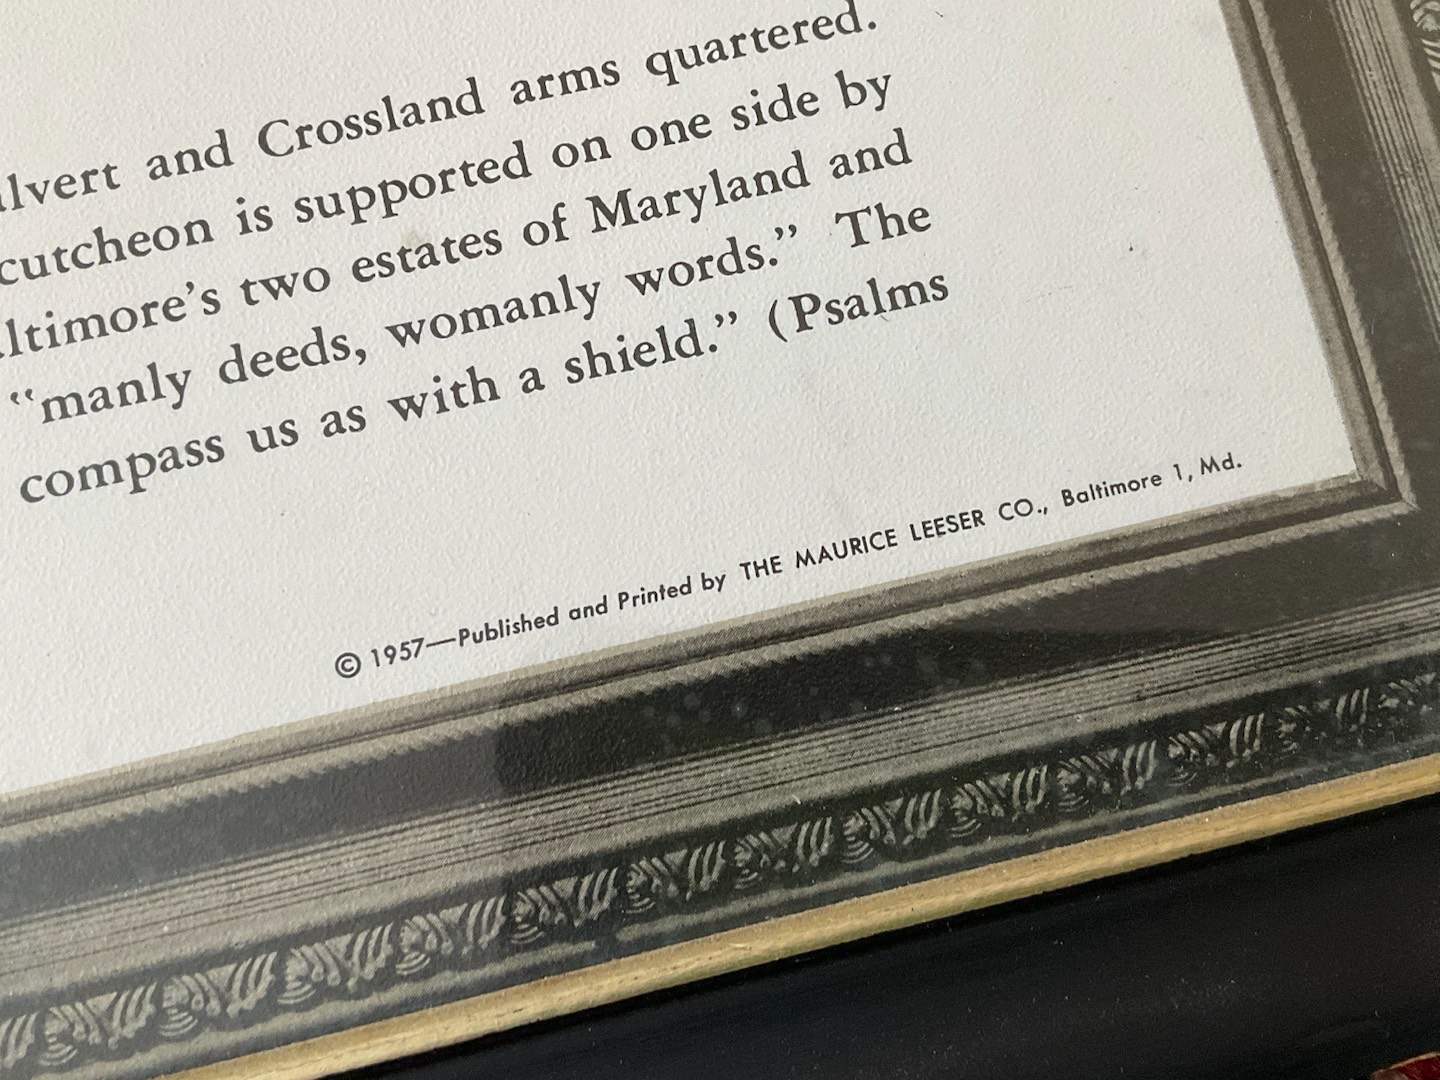 lvert and Crossland arms quartered.
cutcheon is supported on one side by
ltimore’s two estates of Maryland and
“manly deeds, womanly words.” The
compass us as with a shield.” (Psalms
© 1957—Published and Printed by THE MAURICE LEESER CO., Baltimore 1, Md.